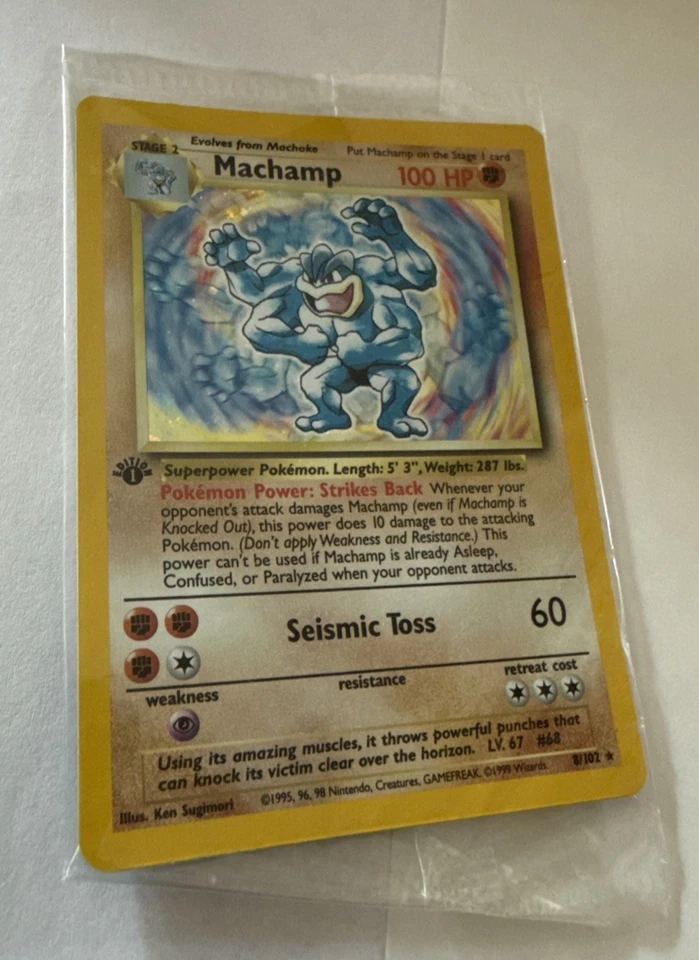 STAGE 2
Evolves from Machoke
Put Machamp on the Stage 1 card
Machamp
100 HP
EDITION
1
Superpower Pokémon. Length: 5' 3", Weight: 287 lbs.
Pokémon Power: Strikes Back Whenever your
opponent's attack damages Machamp (even if Machamp is
Knocked Out), this power does 10 damage to the attacking
Pokémon. (Don't apply Weakness and Resistance.) This
power can't be used if Machamp is already Asleep,
Confused, or Paralyzed when your opponent attacks.
Seismic Toss
60
weakness
resistance
retreat cost
Using its amazing muscles, it throws powerful punches that
can knock its victim clear over the horizon. LV. 67 #68
Illus. Ken Sugimori
©1995, 96, 98 Nintendo, Creatures, GAMEFREAK. ©1999 Wizards.
8/102 ★